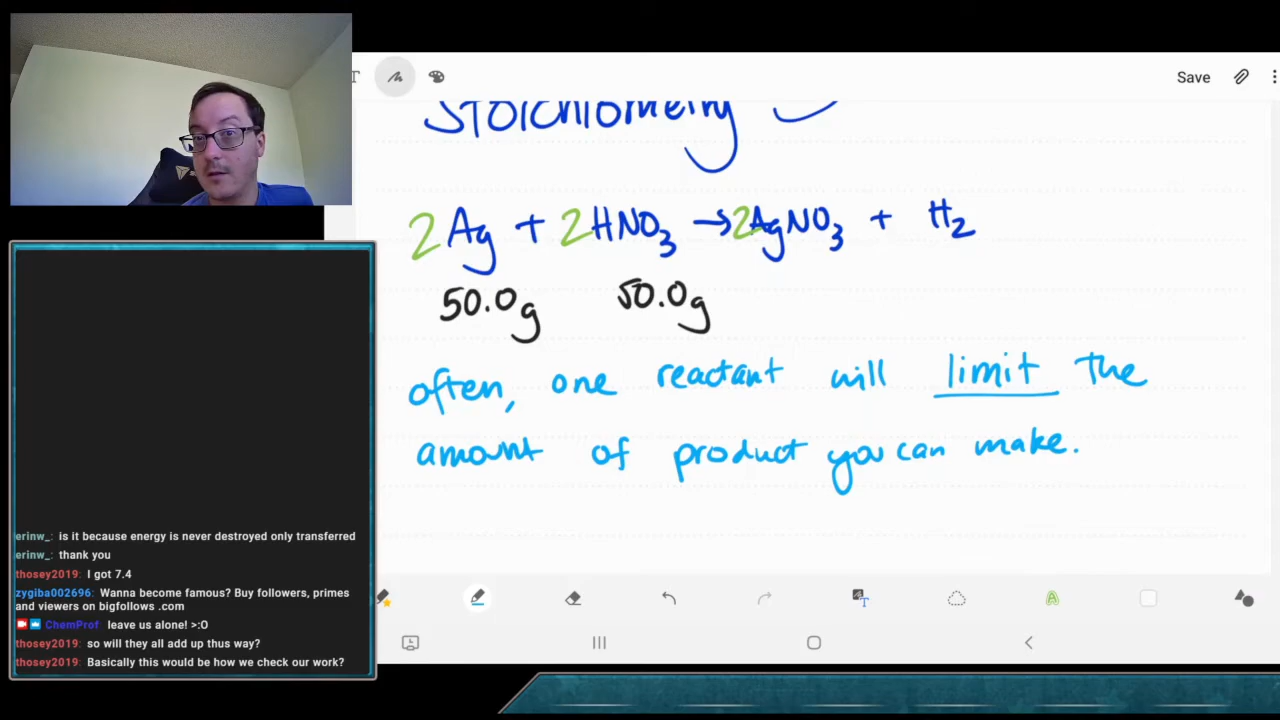 T
Save
Stoichiometry
2Ag + 2HNO3 → 2AgNO3 + H2
50.0g 50.0g
often, one reactant will limit the
amount of product you can make.
erinw_: is it because energy is never destroyed only transferred
erinw_: thank you
thosey2019: I got 7.4
zygiba002696: Wanna become famous? Buy followers, primes
and viewers on bigfollows .com
ChemProf: leave us alone! >:O
thosey2019: so will they all add up thus way?
thosey2019: Basically this would be how we check our work?